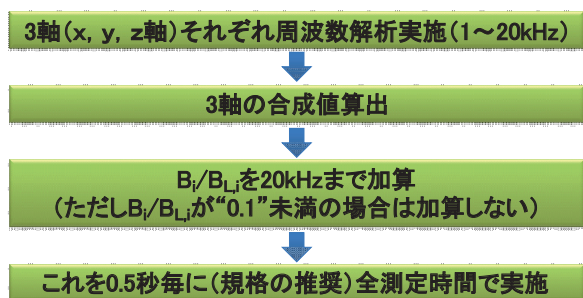 3軸(x, y, z軸)それぞれ周波数解析実施(1～20kHz)
3軸の合成値算出
Bi/BL,iを20kHzまで加算
(ただしBi/BL,iが“0.1”未満の場合は加算しない)
これを0.5秒毎に(規格の推奨)全測定時間で実施